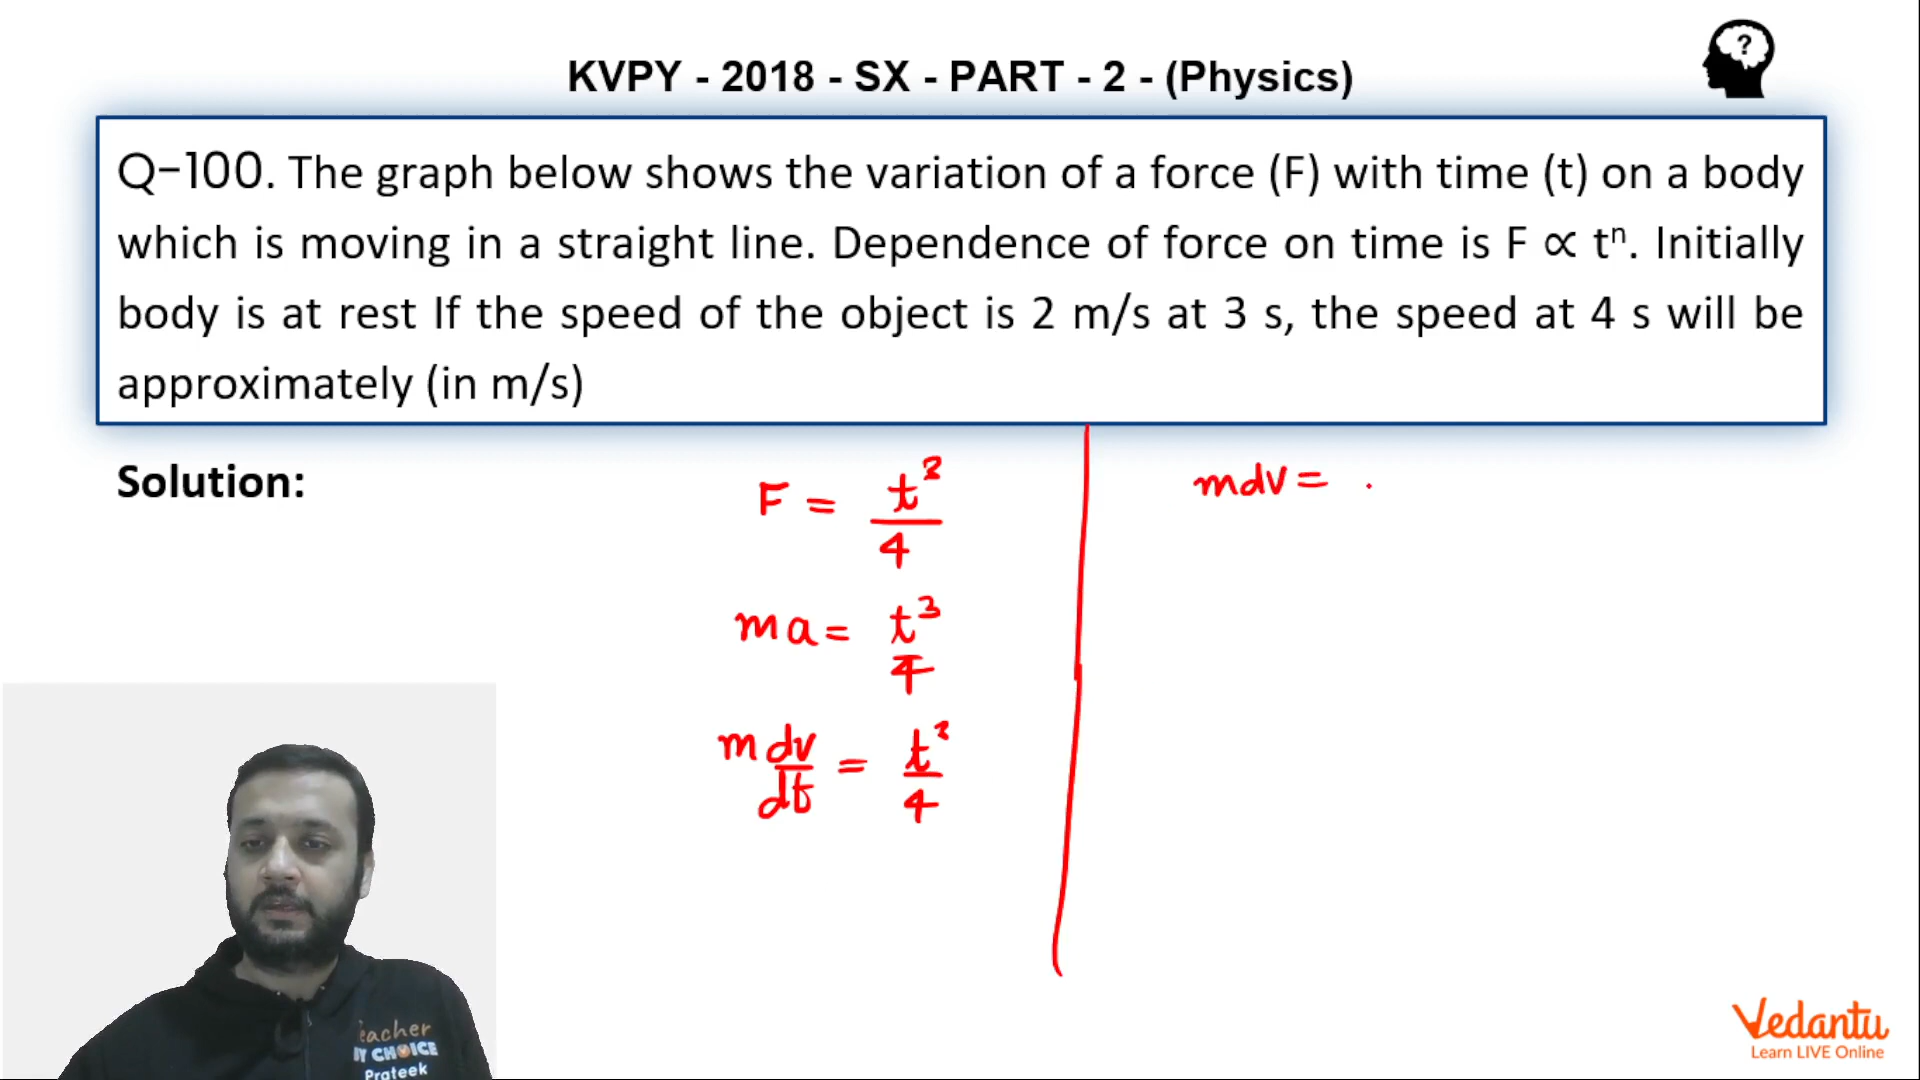 ?
KVPY - 2018 - SX - PART - 2 - (Physics)
Q-100. The graph below shows the variation of a force (F) with time (t) on a body
which is moving in a straight line. Dependence of force on time is F ∝ tⁿ. Initially
body is at rest If the speed of the object is 2 m/s at 3 s, the speed at 4 s will be
approximately (in m/s)
Solution:
F = t³/4
ma = t³/4
m dv/dt = t³/4
mdv = .
Teacher
BY CHOICE
Prateek
Vedantu
Learn LIVE Online